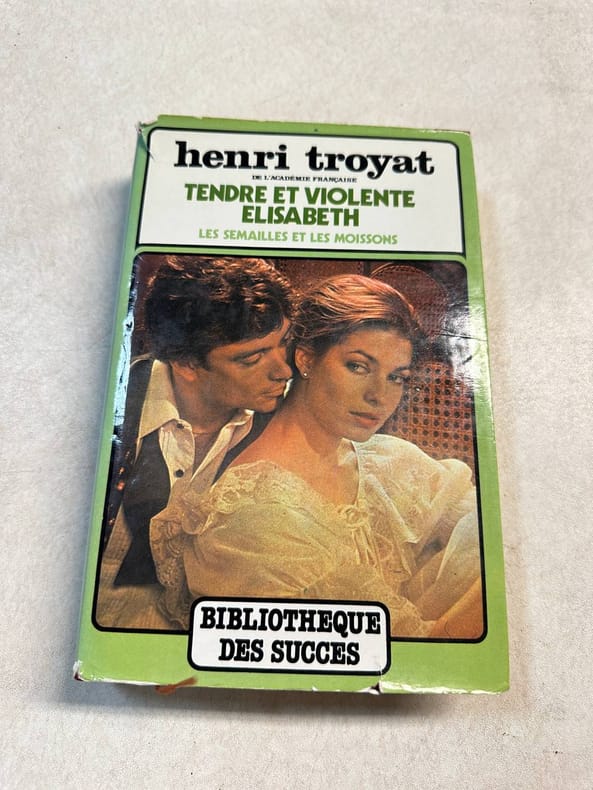 henri troyat
DE L'ACADÉMIE FRANÇAISE
TENDRE ET VIOLENTE
ELISABETH
LES SEMAILLES ET LES MOISSONS
BIBLIOTHEQUE
DES SUCCES